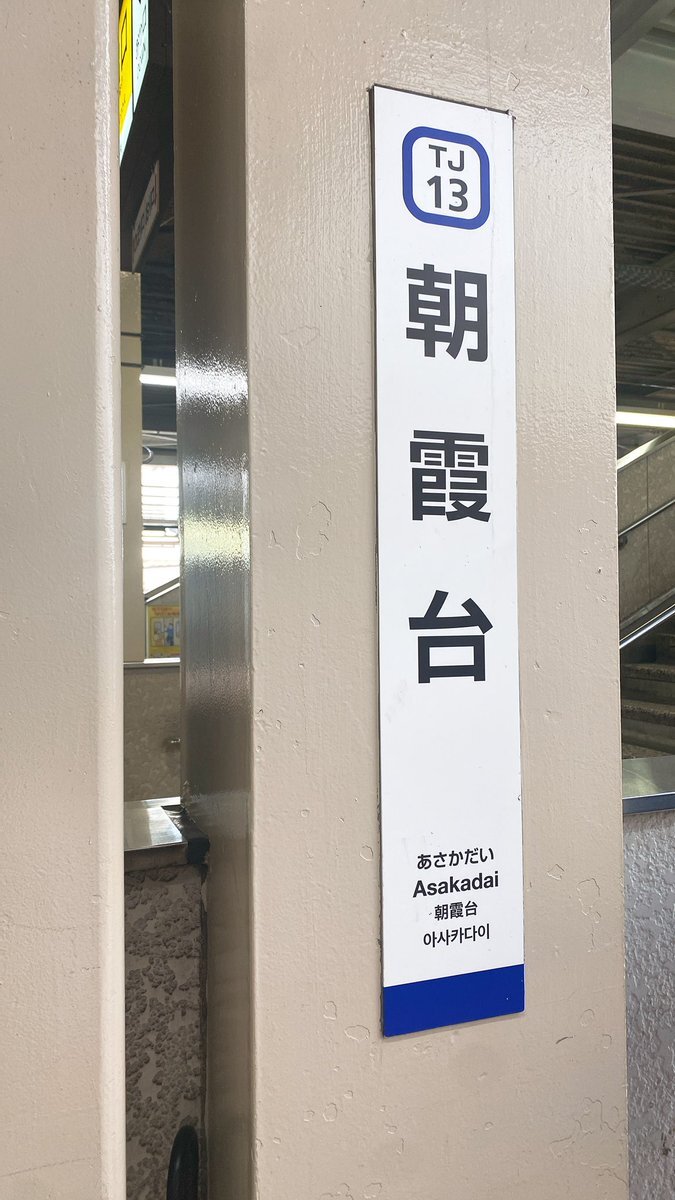 TJ
13
朝霞台
あさかだい
Asakadai
朝霞台
아사카다이